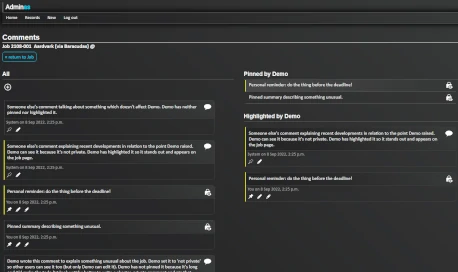 Adminas
Home Records New Log out
Comments
Job 2108-001 Aardvark (via Barracudas) @
« return to Job
All
Someone else's comment talking about something which doesn't affect Demo. Demo has neither
pinned nor highlighted it.
System on 8 Sep 2022, 2:25 p.m.
Someone else's comment explaining recent developments in relation to the point Demo raised.
Demo can see it because it's not private. Demo has highlighted it so it stands out and appears on
the job page.
System on 8 Sep 2022, 2:25 p.m.
Personal reminder: do the thing before the deadline!
You on 8 Sep 2022, 2:25 p.m.
Pinned summary describing something unusual.
You on 8 Sep 2022, 2:25 p.m.
Demo wrote this comment to explain something unusual about the job. Demo set it to 'not private'
so other users can see it too (but only Demo can edit it). Demo has not pinned it because it's long
Pinned by Demo
Personal reminder: do the thing before the deadline!
Pinned summary describing something unusual.
Highlighted by Demo
Someone else's comment explaining recent developments in relation to the point Demo raised.
Demo can see it because it's not private. Demo has highlighted it so it stands out and appears on
the job page.
System on 8 Sep 2022, 2:25 p.m.
Personal reminder: do the thing before the deadline!
You on 8 Sep 2022, 2:25 p.m.